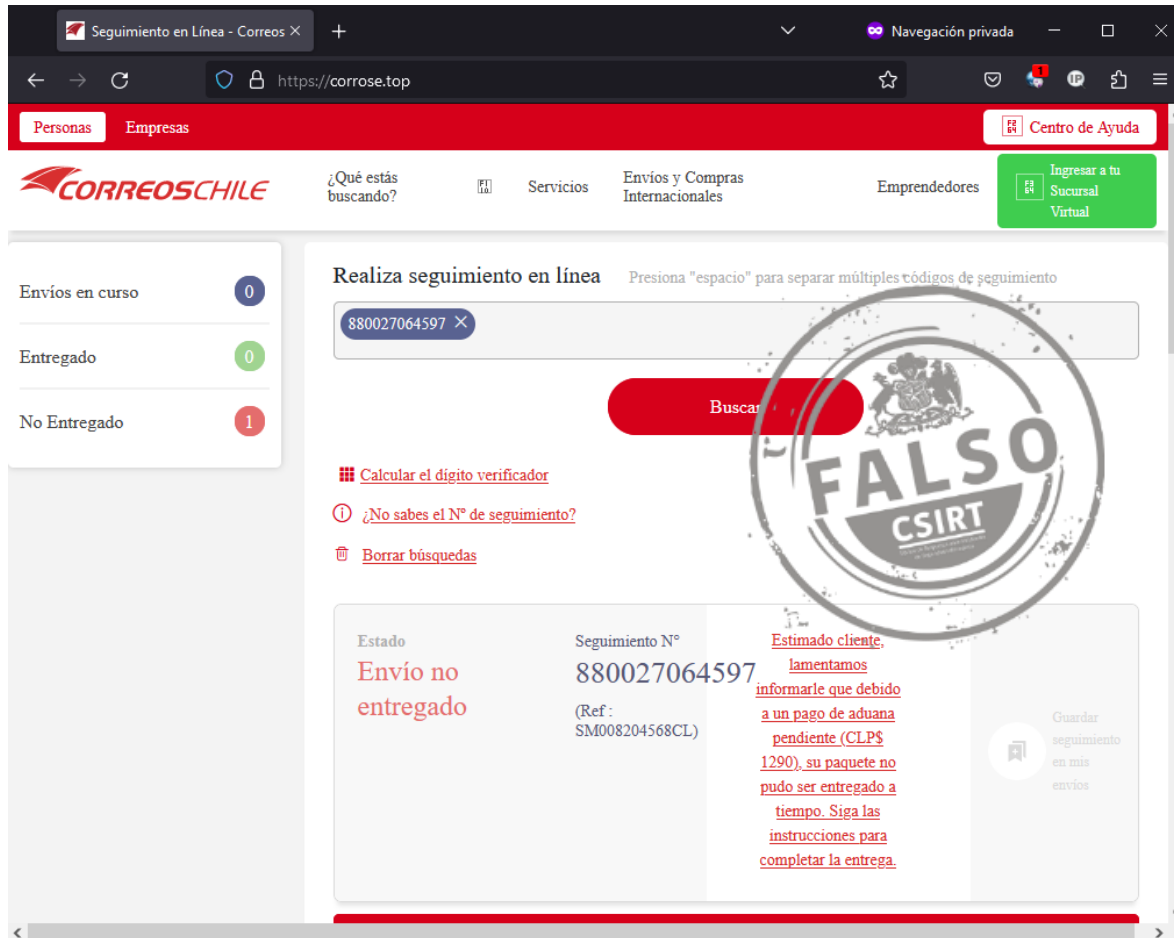 Seguimiento en Línea - Correos
Navegación privada
https://corrose.top
1
Personas
Empresas
Centro de Ayuda
CORREOSCHILE
¿Qué estás
buscando?
Servicios
Envíos y Compras
Internacionales
Emprendedores
Ingresar a tu
Sucursal
Virtual
Envíos en curso
0
Entregado
0
No Entregado
1
Realiza seguimiento en línea
Presiona "espacio" para separar múltiples códigos de seguimiento
880027064597
Buscar
Calcular el dígito verificador
¿No sabes el Nº de seguimiento?
Borrar búsquedas
FALSO
CSIRT
Estado
Envío no
entregado
Seguimiento N°
880027064597
(Ref :
SM008204568CL)
Estimado cliente,
lamentamos
informarle que debido
a un pago de aduana
pendiente (CLP$
1290), su paquete no
pudo ser entregado a
tiempo. Siga las
instrucciones para
completar la entrega.
Guardar
seguimiento
en mis
envíos